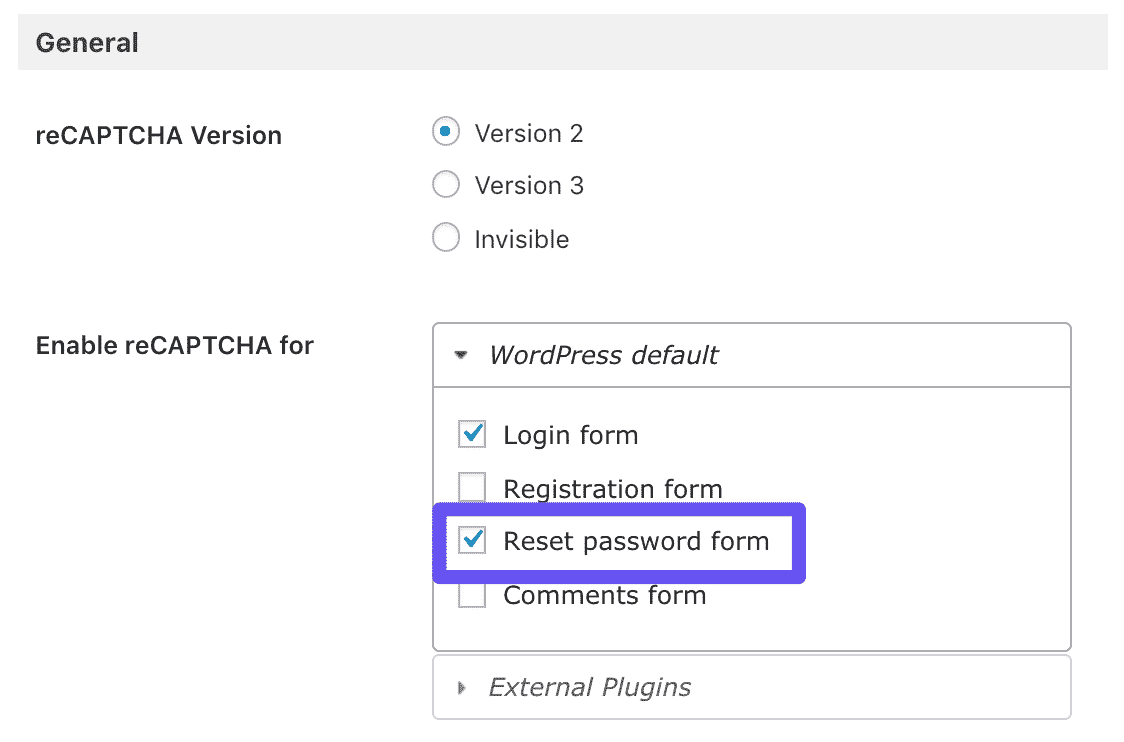 General
reCAPTCHA Version
Version 2
Version 3
Invisible
Enable reCAPTCHA for
WordPress default
Login form
Registration form
Reset password form
Comments form
External Plugins